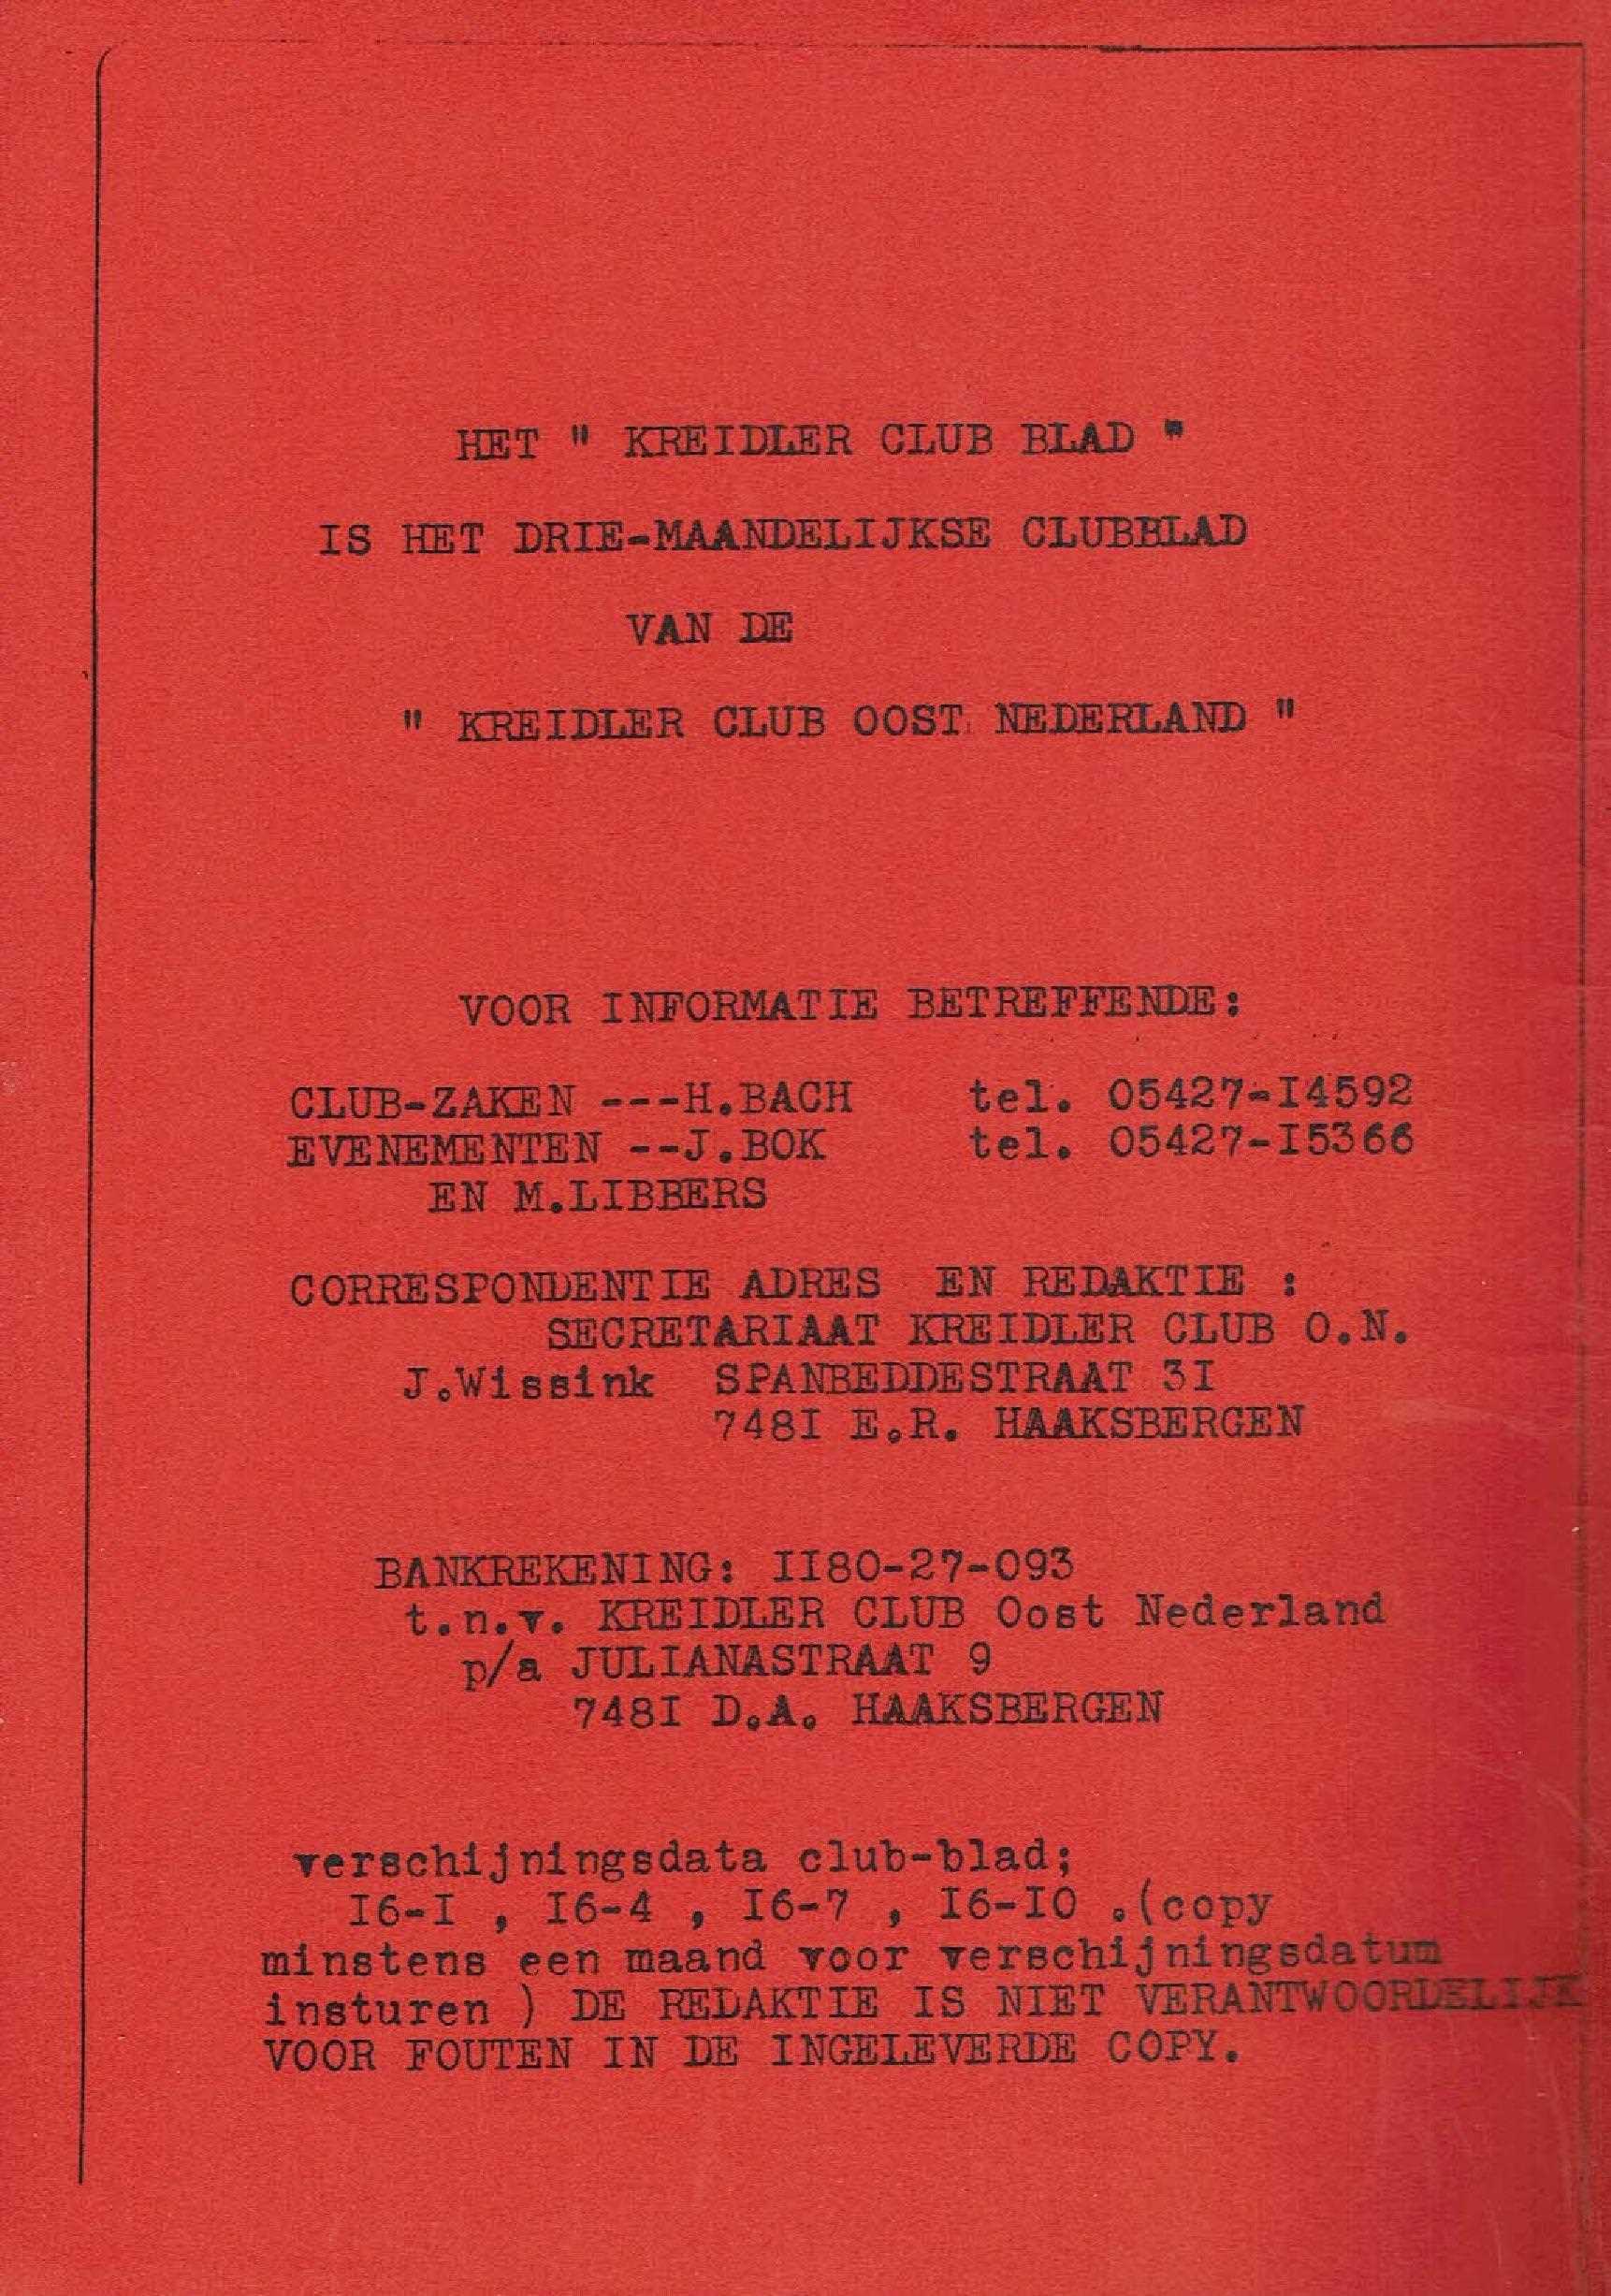 HET " KREIDLER CLUB BLAD "
IS HET DRIE-MAANDELIJKSE CLUBBLAD
VAN DE
" KREIDLER CLUB OOST NEDERLAND "
VOOR INFORMATIE BETREFFENDE:
CLUB-ZAKEN ---H.BACH tel. 05427-I4592
EVENEMENTEN --J.BOK tel. 05427-I5366
EN M.LIBBERS
CORRESPONDENTIE ADRES EN REDAKTIE :
SECRETARIAAT KREIDLER CLUB O.N.
J.Wissink SPANBEDDESTRAAT 3I
748I E.R. HAAKSBERGEN
BANKREKENING: II80-27-093
t.n.v. KREIDLER CLUB Oost Nederland
p/a JULIANASTRAAT 9
748I D.A. HAAKSBERGEN
verschijningsdata club-blad;
I6-I , I6-4 , I6-7 , I6-IO .(copy
minstens een maand voor verschijningsdatum
insturen ) DE REDAKTIE IS NIET VERANTWOORDELIJK
VOOR FOUTEN IN DE INGELEVERDE COPY.